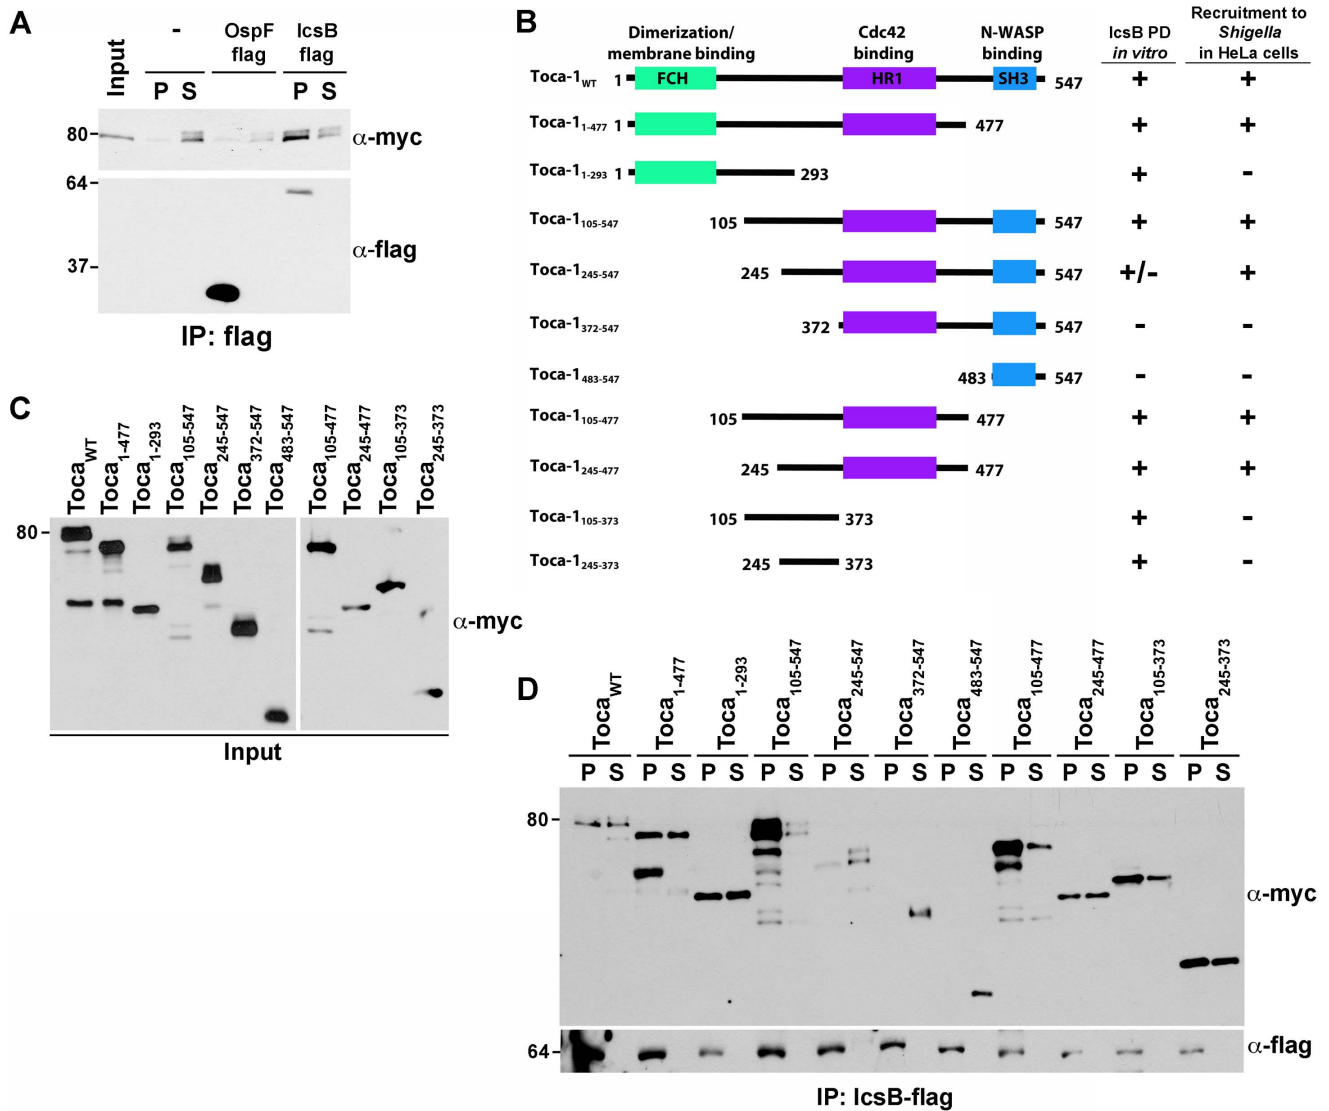 A
Input
-
OspF
flag
IcsB
flag
P S
P S
80
α-myc
64
37
α-flag
IP: flag
B
Dimerization/
membrane binding
Cdc42
binding
N-WASP
binding
IcsB PD
in vitro
Recruitment to
Shigella
in HeLa cells
Toca-1WT 1 FCH HR1 SH3 547 + +
Toca-11-477 1 477 + +
Toca-11-293 1 293 + -
Toca-1105-547 105 547 + +
Toca-1245-547 245 547 +/- +
Toca-1372-547 372 547 - -
Toca-1483-547 483 547 - -
Toca-1105-477 105 477 + +
Toca-1245-477 245 477 + +
Toca-1105-373 105 373 + -
Toca-1245-373 245 373 + -
C
TocaWT
Toca1-477
Toca1-293
Toca105-547
Toca245-547
Toca372-547
Toca483-547
Toca105-477
Toca245-477
Toca105-373
Toca245-373
80
α-myc
Input
D
TocaWT
Toca1-477
Toca1-293
Toca105-547
Toca245-547
Toca372-547
Toca483-547
Toca105-477
Toca245-477
Toca105-373
Toca245-373
P S P S P S P S P S P S P S P S P S P S P S
80
α-myc
64
α-flag
IP: IcsB-flag